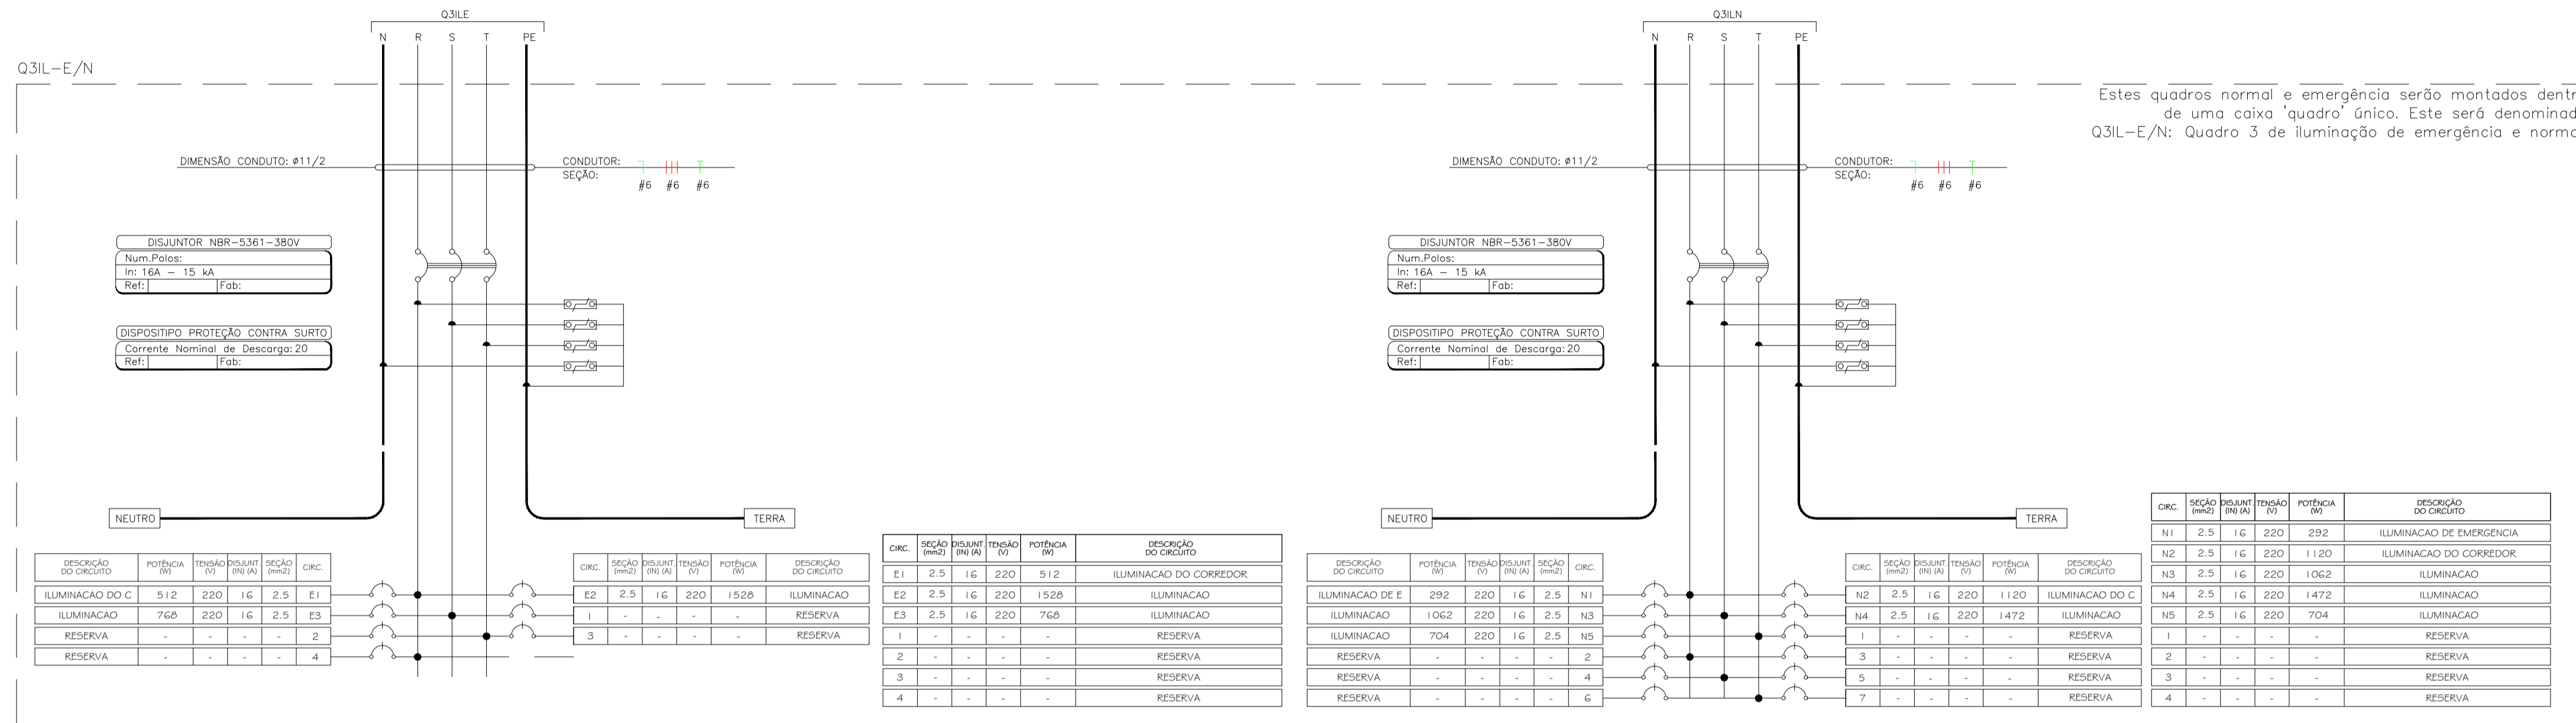 Q3ILE
N R S T PE
Q3IL-E/N
DIMENSÃO CONDUTO: ø11/2
CONDUTOR:
SEÇÃO:
#6 #6 #6
DISJUNTOR NBR-5361-380V
Num.Polos:
In: 16A - 15 kA
Ref: Fab:
DISPOSITIPO PROTEÇÃO CONTRA SURTO
Corrente Nominal de Descarga: 20
Ref: Fab:
NEUTRO
TERRA
DESCRIÇÃO DO CIRCUITO POTÊNCIA (W) TENSÃO (V) DISJUNT. (IN) (A) SEÇÃO (mm2) CIRC.
ILUMINACAO DO C 512 220 16 2.5 E1
ILUMINACAO 768 220 16 2.5 E3
RESERVA - - - - 2
RESERVA - - - - 4
CIRC. SEÇÃO (mm2) DISJUNT. (IN) (A) TENSÃO (V) POTÊNCIA (W) DESCRIÇÃO DO CIRCUITO
E2 2.5 16 220 1528 ILUMINACAO
1 - - - - RESERVA
3 - - - - RESERVA
CIRC. SEÇÃO (mm2) DISJUNT. (IN) (A) TENSÃO (V) POTÊNCIA (W) DESCRIÇÃO DO CIRCUITO
E1 2.5 16 220 512 ILUMINACAO DO CORREDOR
E2 2.5 16 220 1528 ILUMINACAO
E3 2.5 16 220 768 ILUMINACAO
1 - - - - RESERVA
2 - - - - RESERVA
3 - - - - RESERVA
4 - - - - RESERVA
Q3ILN
N R S T PE
Estes quadros normal e emergência serão montados dentr
de uma caixa 'quadro' único. Este será denominad
Q3IL-E/N: Quadro 3 de iluminação de emergência e norma
DIMENSÃO CONDUTO: ø11/2
CONDUTOR:
SEÇÃO:
#6 #6 #6
DISJUNTOR NBR-5361-380V
Num.Polos:
In: 16A - 15 kA
Ref: Fab:
DISPOSITIPO PROTEÇÃO CONTRA SURTO
Corrente Nominal de Descarga: 20
Ref: Fab:
NEUTRO
TERRA
DESCRIÇÃO DO CIRCUITO POTÊNCIA (W) TENSÃO (V) DISJUNT. (IN) (A) SEÇÃO (mm2) CIRC.
ILUMINACAO DE E 292 220 16 2.5 N1
ILUMINACAO 1062 220 16 2.5 N3
ILUMINACAO 704 220 16 2.5 N5
RESERVA - - - - 2
RESERVA - - - - 4
RESERVA - - - - 6
CIRC. SEÇÃO (mm2) DISJUNT. (IN) (A) TENSÃO (V) POTÊNCIA (W) DESCRIÇÃO DO CIRCUITO
N2 2.5 16 220 1120 ILUMINACAO DO C
N4 2.5 16 220 1472 ILUMINACAO
1 - - - - RESERVA
3 - - - - RESERVA
5 - - - - RESERVA
7 - - - - RESERVA
CIRC. SEÇÃO (mm2) DISJUNT. (IN) (A) TENSÃO (V) POTÊNCIA (W) DESCRIÇÃO DO CIRCUITO
N1 2.5 16 220 292 ILUMINACAO DE EMERGENCIA
N2 2.5 16 220 1120 ILUMINACAO DO CORREDOR
N3 2.5 16 220 1062 ILUMINACAO
N4 2.5 16 220 1472 ILUMINACAO
N5 2.5 16 220 704 ILUMINACAO
1 - - - - RESERVA
2 - - - - RESERVA
3 - - - - RESERVA
4 - - - - RESERVA